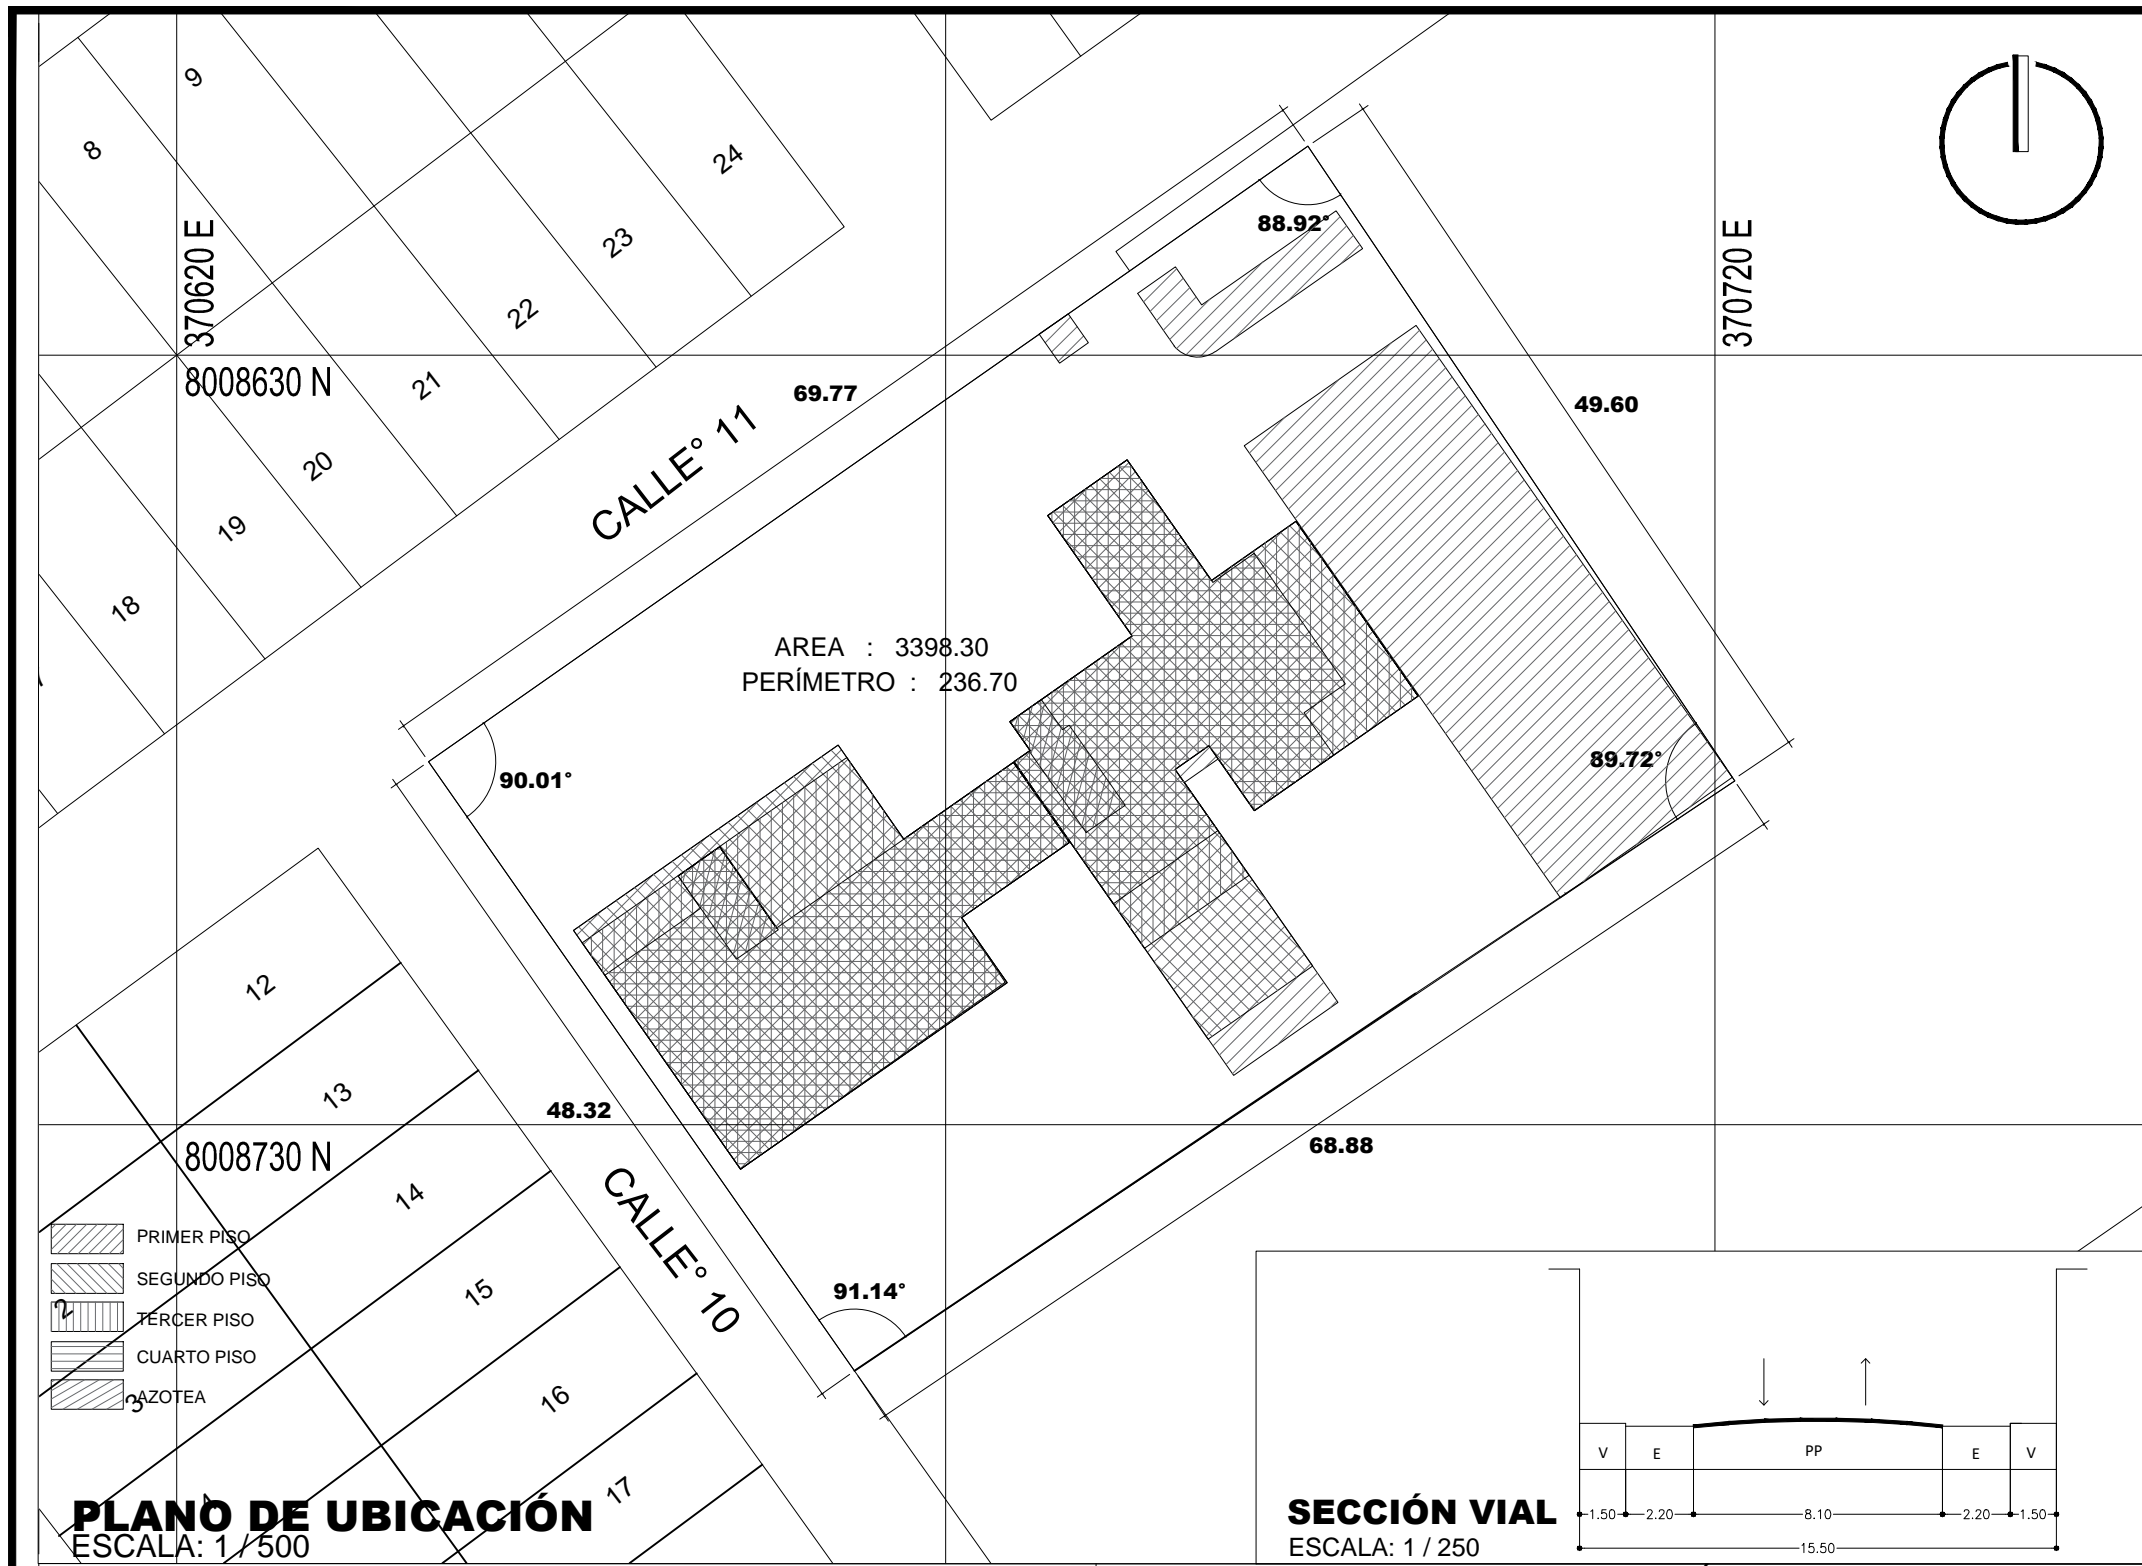 9
8
24
23
22
21
20
19
18
370620 E
370720 E
8008630 N
88.92°
69.77
49.60
CALLE° 11
AREA : 3398.30
PERÍMETRO : 236.70
90.01°
89.72°
12
13
14
15
16
17
48.32
68.88
8008730 N
CALLE° 10
91.14°
PRIMER PISO
SEGUNDO PISO
2
TERCER PISO
CUARTO PISO
3
AZOTEA
4
PLANO DE UBICACIÓN
ESCALA: 1 / 500
V E PP E V
SECCIÓN VIAL
1.50 2.20 8.10 2.20 1.50
ESCALA: 1 / 250
15.50